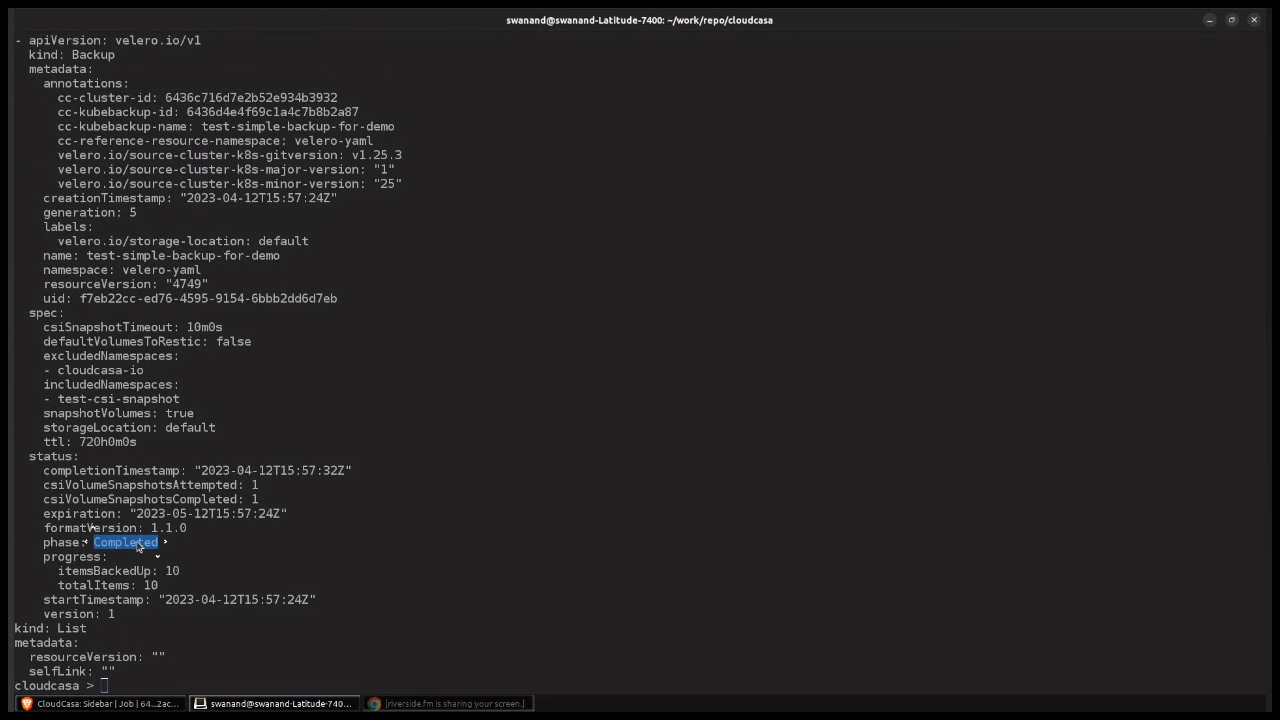 swanand@swanand-Latitude-7400: ~/work/repo/cloudcasa
- apiVersion: velero.io/v1
  kind: Backup
  metadata:
    annotations:
      cc-cluster-id: 6436c716d7e2b52e934b3932
      cc-kubebackup-id: 6436d4e4f69c1a4c7b8b2a87
      cc-kubebackup-name: test-simple-backup-for-demo
      cc-reference-resource-namespace: velero-yaml
      velero.io/source-cluster-k8s-gitversion: v1.25.3
      velero.io/source-cluster-k8s-major-version: "1"
      velero.io/source-cluster-k8s-minor-version: "25"
    creationTimestamp: "2023-04-12T15:57:24Z"
    generation: 5
    labels:
      velero.io/storage-location: default
    name: test-simple-backup-for-demo
    namespace: velero-yaml
    resourceVersion: "4749"
    uid: f7eb22cc-ed76-4595-9154-6bbb2dd6d7eb
  spec:
    csiSnapshotTimeout: 10m0s
    defaultVolumesToRestic: false
    excludedNamespaces:
    - cloudcasa-io
    includedNamespaces:
    - test-csi-snapshot
    snapshotVolumes: true
    storageLocation: default
    ttl: 720h0m0s
  status:
    completionTimestamp: "2023-04-12T15:57:32Z"
    csiVolumeSnapshotsAttempted: 1
    csiVolumeSnapshotsCompleted: 1
    expiration: "2023-05-12T15:57:24Z"
    formatVersion: 1.1.0
    phase: Completed
    progress:
      itemsBackedUp: 10
      totalItems: 10
    startTimestamp: "2023-04-12T15:57:24Z"
    version: 1
kind: List
metadata:
  resourceVersion: ""
  selfLink: ""
cloudcasa >
CloudCasa: Sidebar | Job | 64...2ac... swanand@swanand-Latitude-740... [riverside.fm is sharing your screen.]